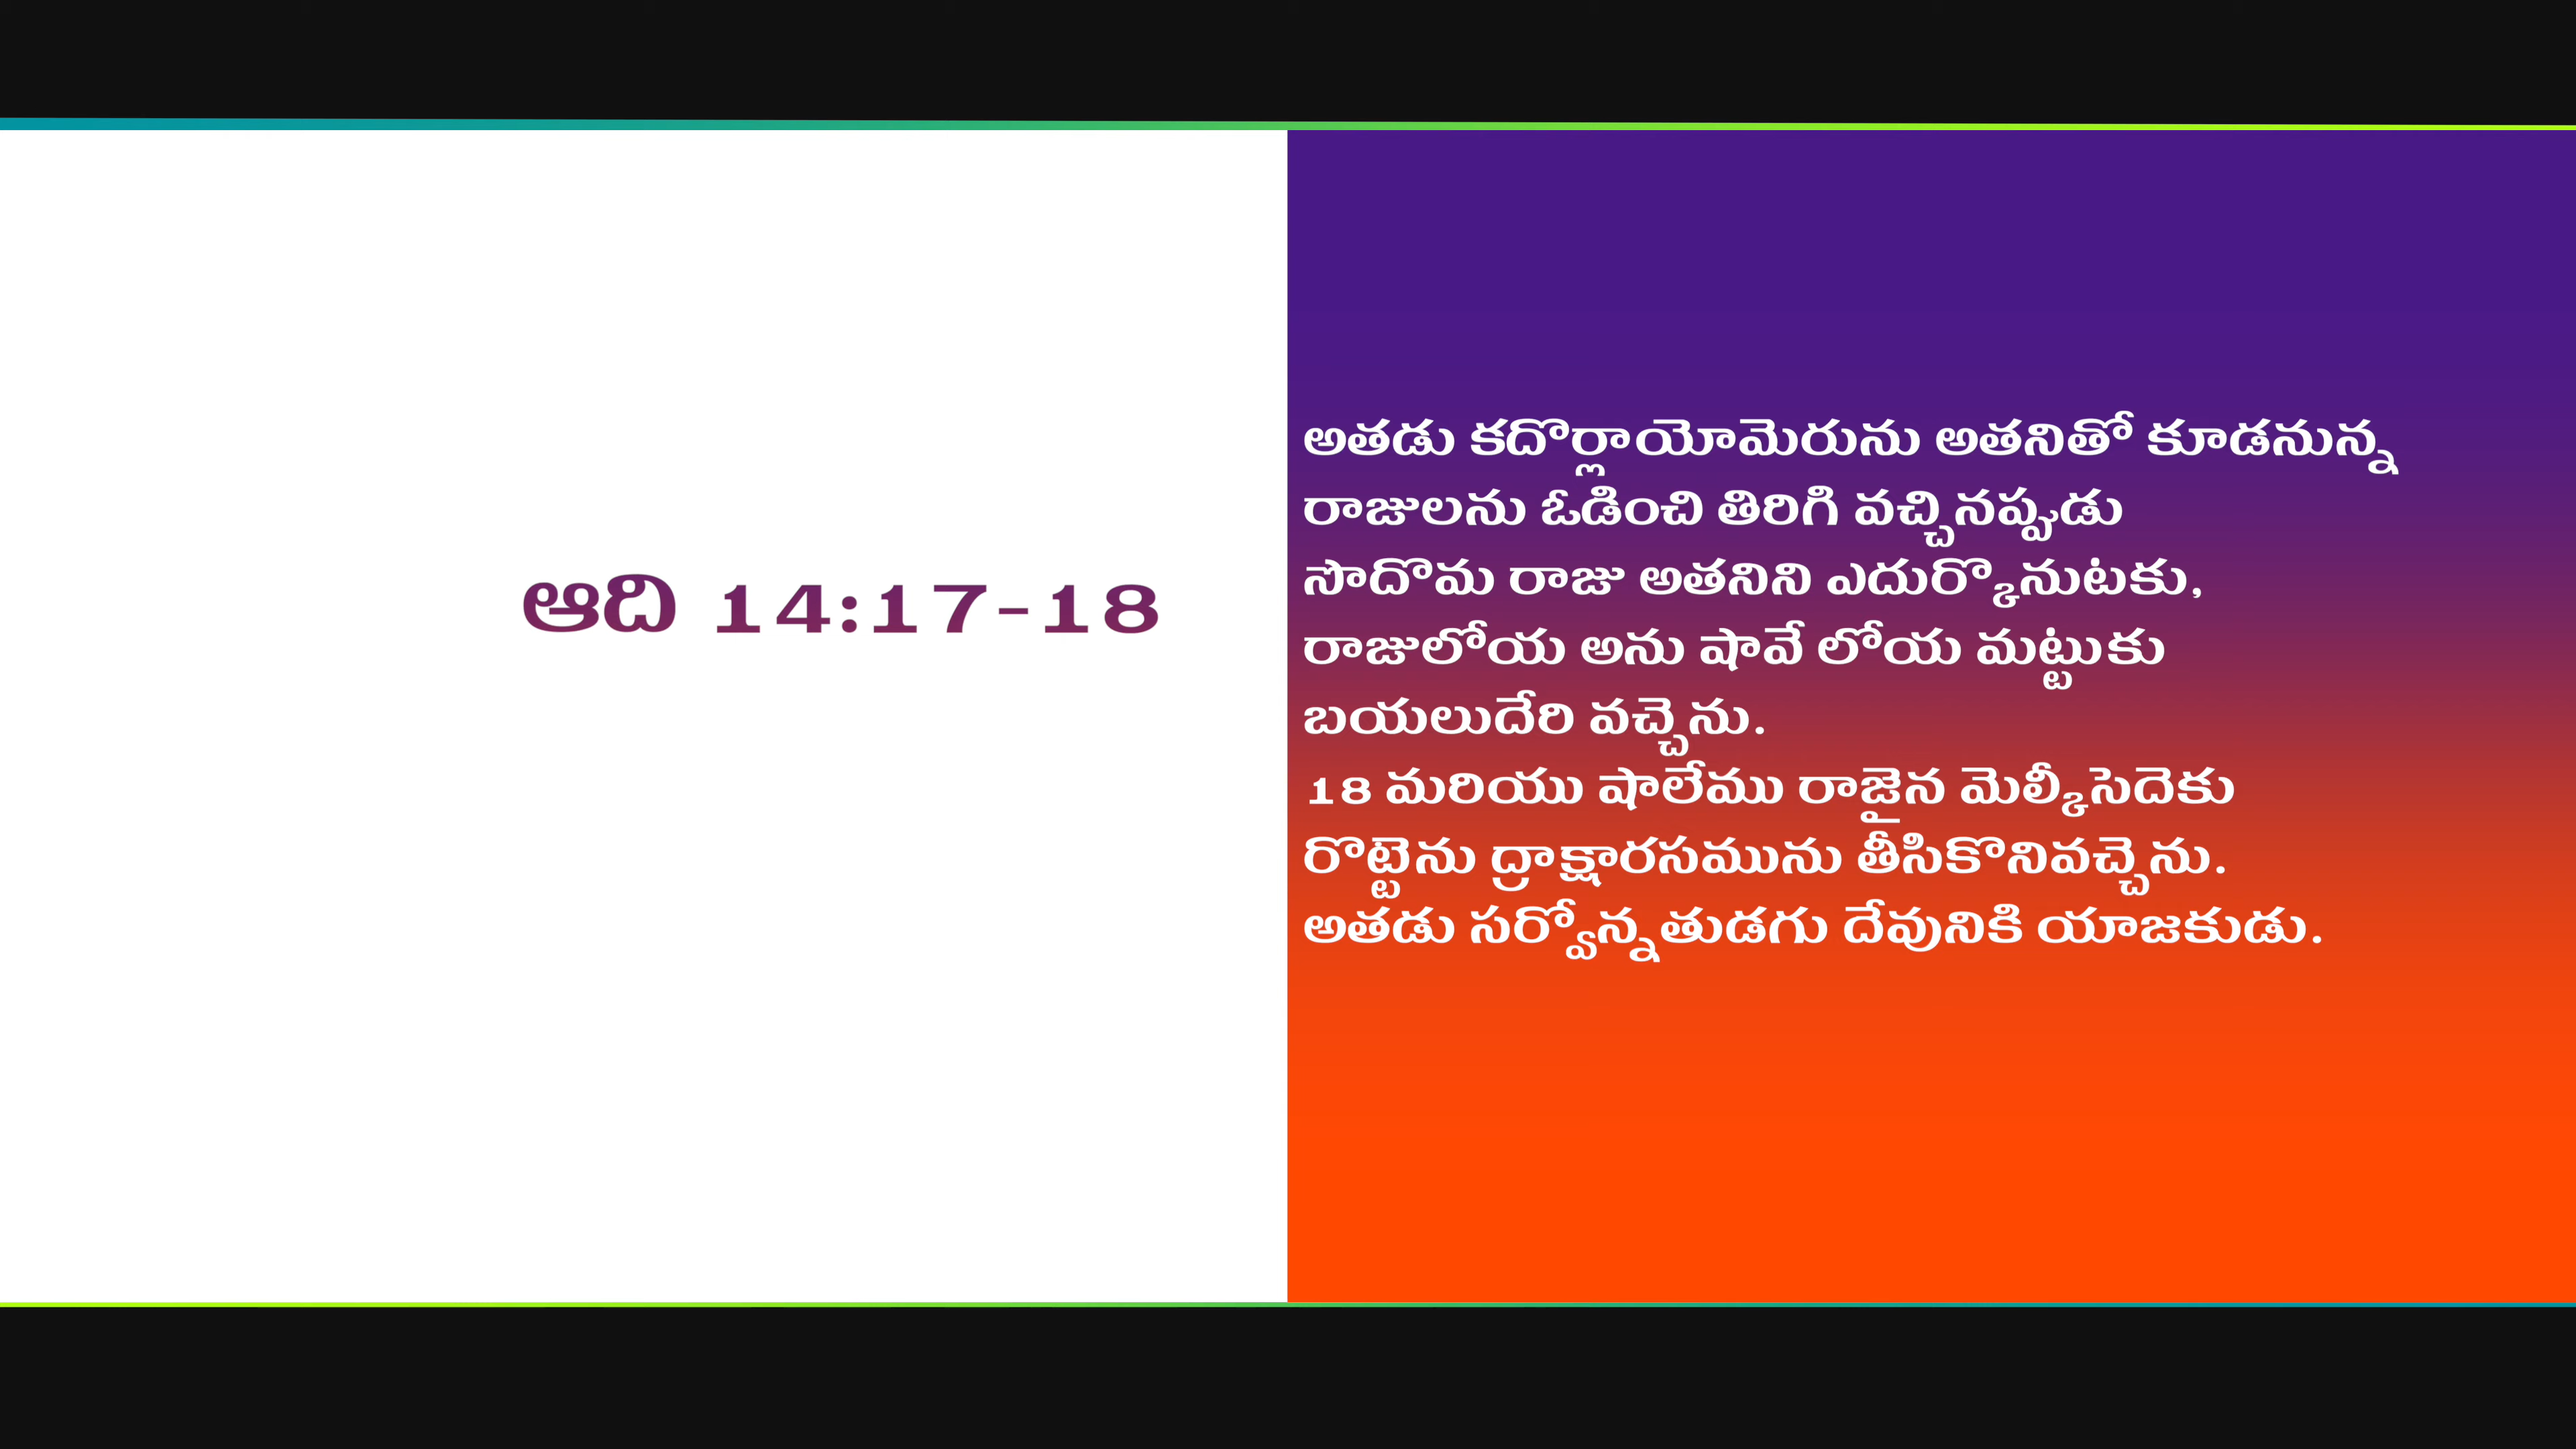 ఆది 14:17-18
అతడు కదొర్లాయోమెరును అతనితో కూడనున్న
రాజులను ఓడించి తిరిగి వచ్చినప్పుడు
సొదొమ రాజు అతనిని ఎదుర్కొనుటకు,
రాజులోయ అను షావే లోయ మట్టుకు
బయలుదేరి వచ్చెను.
18 మరియు షాలేము రాజైన మెల్కీసెదెకు
రొట్టెను ద్రాక్షారసమును తీసికొనివచ్చెను.
అతడు సర్వోన్నతుడగు దేవునికి యాజకుడు.